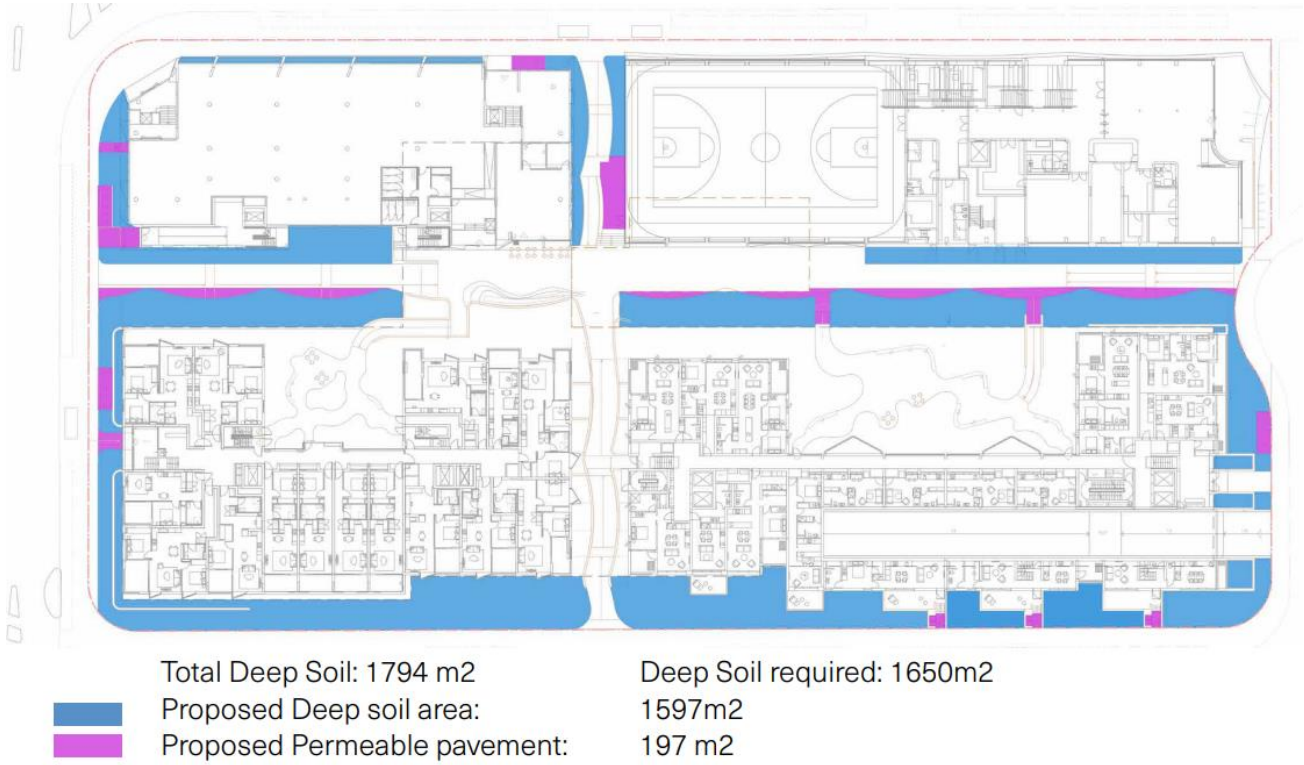 Total Deep Soil: 1794 m2 Deep Soil required: 1650m2
Proposed Deep soil area: 1597m2
Proposed Permeable pavement: 197 m2